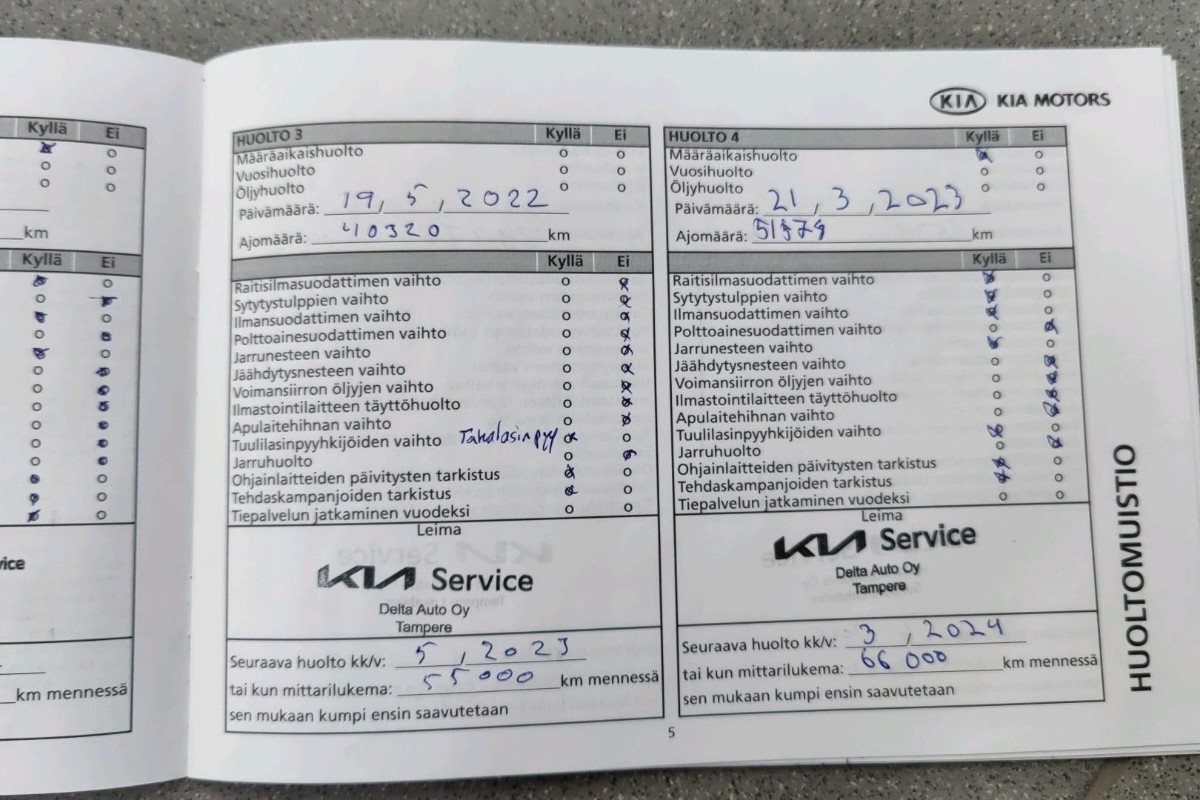 Kyllä Ei
km
Kyllä Ei
km mennessä
KIA KIA MOTORS
HUOLTO 3 Kyllä Ei
Määräaikaishuolto
Vuosihuolto
Öljyhuolto
Päivämäärä: 19, 5, 2022
Ajomäärä: 40320 km
Kyllä Ei
Raitisilmasuodattimen vaihto
Sytytystulppien vaihto
Ilmansuodattimen vaihto
Polttoainesuodattimen vaihto
Jarrunesteen vaihto
Jäähdytysnesteen vaihto
Voimansiirron öljyjen vaihto
Ilmastointilaitteen täyttöhuolto
Apulaitehihnan vaihto
Tuulilasinpyyhkijöiden vaihto Takalasinpyy
Jarruhuolto
Ohjainlaitteiden päivitysten tarkistus
Tehdaskampanjoiden tarkistus
Tiepalvelun jatkaminen vuodeksi
Leima
KIA Service
Delta Auto Oy
Tampere
Seuraava huolto kk/v: 5, 2023
tai kun mittarilukema: 55000 km mennessä
sen mukaan kumpi ensin saavutetaan
HUOLTO 4 Kyllä Ei
Määräaikaishuolto
Vuosihuolto
Öljyhuolto
Päivämäärä: 21, 3, 2023
Ajomäärä: km
Kyllä Ei
Raitisilmasuodattimen vaihto
Sytytystulppien vaihto
Ilmansuodattimen vaihto
Polttoainesuodattimen vaihto
Jarrunesteen vaihto
Jäähdytysnesteen vaihto
Voimansiirron öljyjen vaihto
Ilmastointilaitteen täyttöhuolto
Apulaitehihnan vaihto
Tuulilasinpyyhkijöiden vaihto
Jarruhuolto
Ohjainlaitteiden päivitysten tarkistus
Tehdaskampanjoiden tarkistus
Tiepalvelun jatkaminen vuodeksi
Leima
KIA Service
Delta Auto Oy
Tampere
Seuraava huolto kk/v: 3, 2024
tai kun mittarilukema: 66 000 km mennessä
sen mukaan kumpi ensin saavutetaan
HUOLTOMUISTIO
5